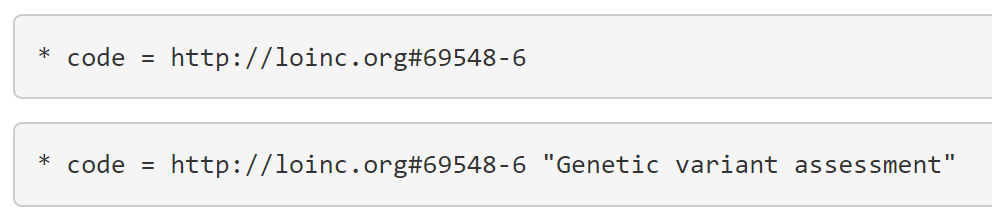 * code = http://loinc.org#69548-6
* code = http://loinc.org#69548-6 "Genetic variant assessment"